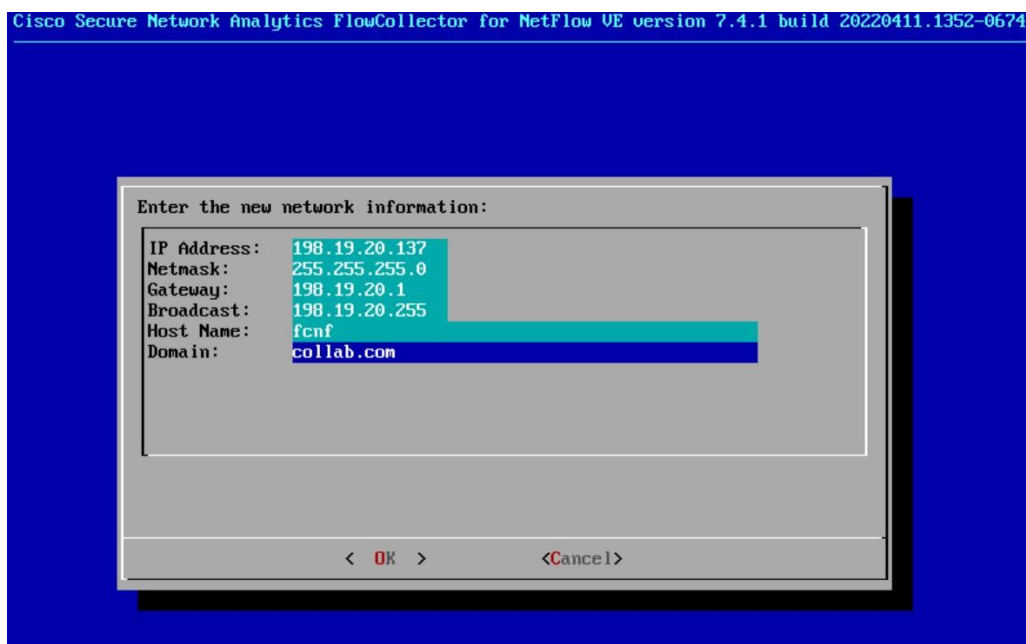 Cisco Secure Network Analytics FlowCollector for NetFlow VE version 7.4.1 build 20220411.1352-0674
Enter the new network information:
IP Address: 198.19.20.137
Netmask: 255.255.255.0
Gateway: 198.19.20.1
Broadcast: 198.19.20.255
Host Name: fcnf
Domain: collab.com
< OK > <Cancel>